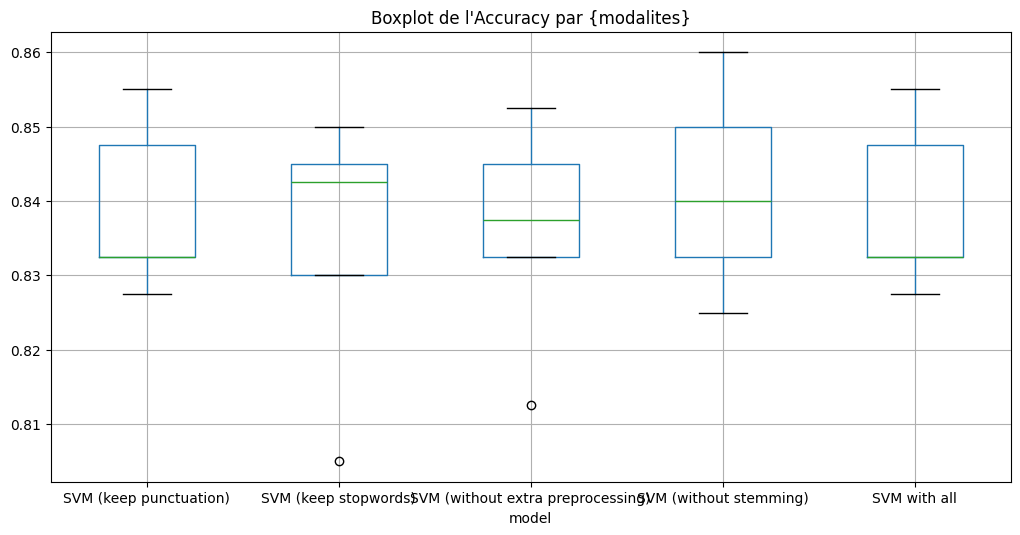 Boxplot de l'Accuracy par {modalites}
0.86
0.85
0.84
0.83
0.82
0.81
SVM (keep punctuation) SVM (keep stopwords) SVM (without extra preprocessing) SVM (without stemming) SVM with all
model